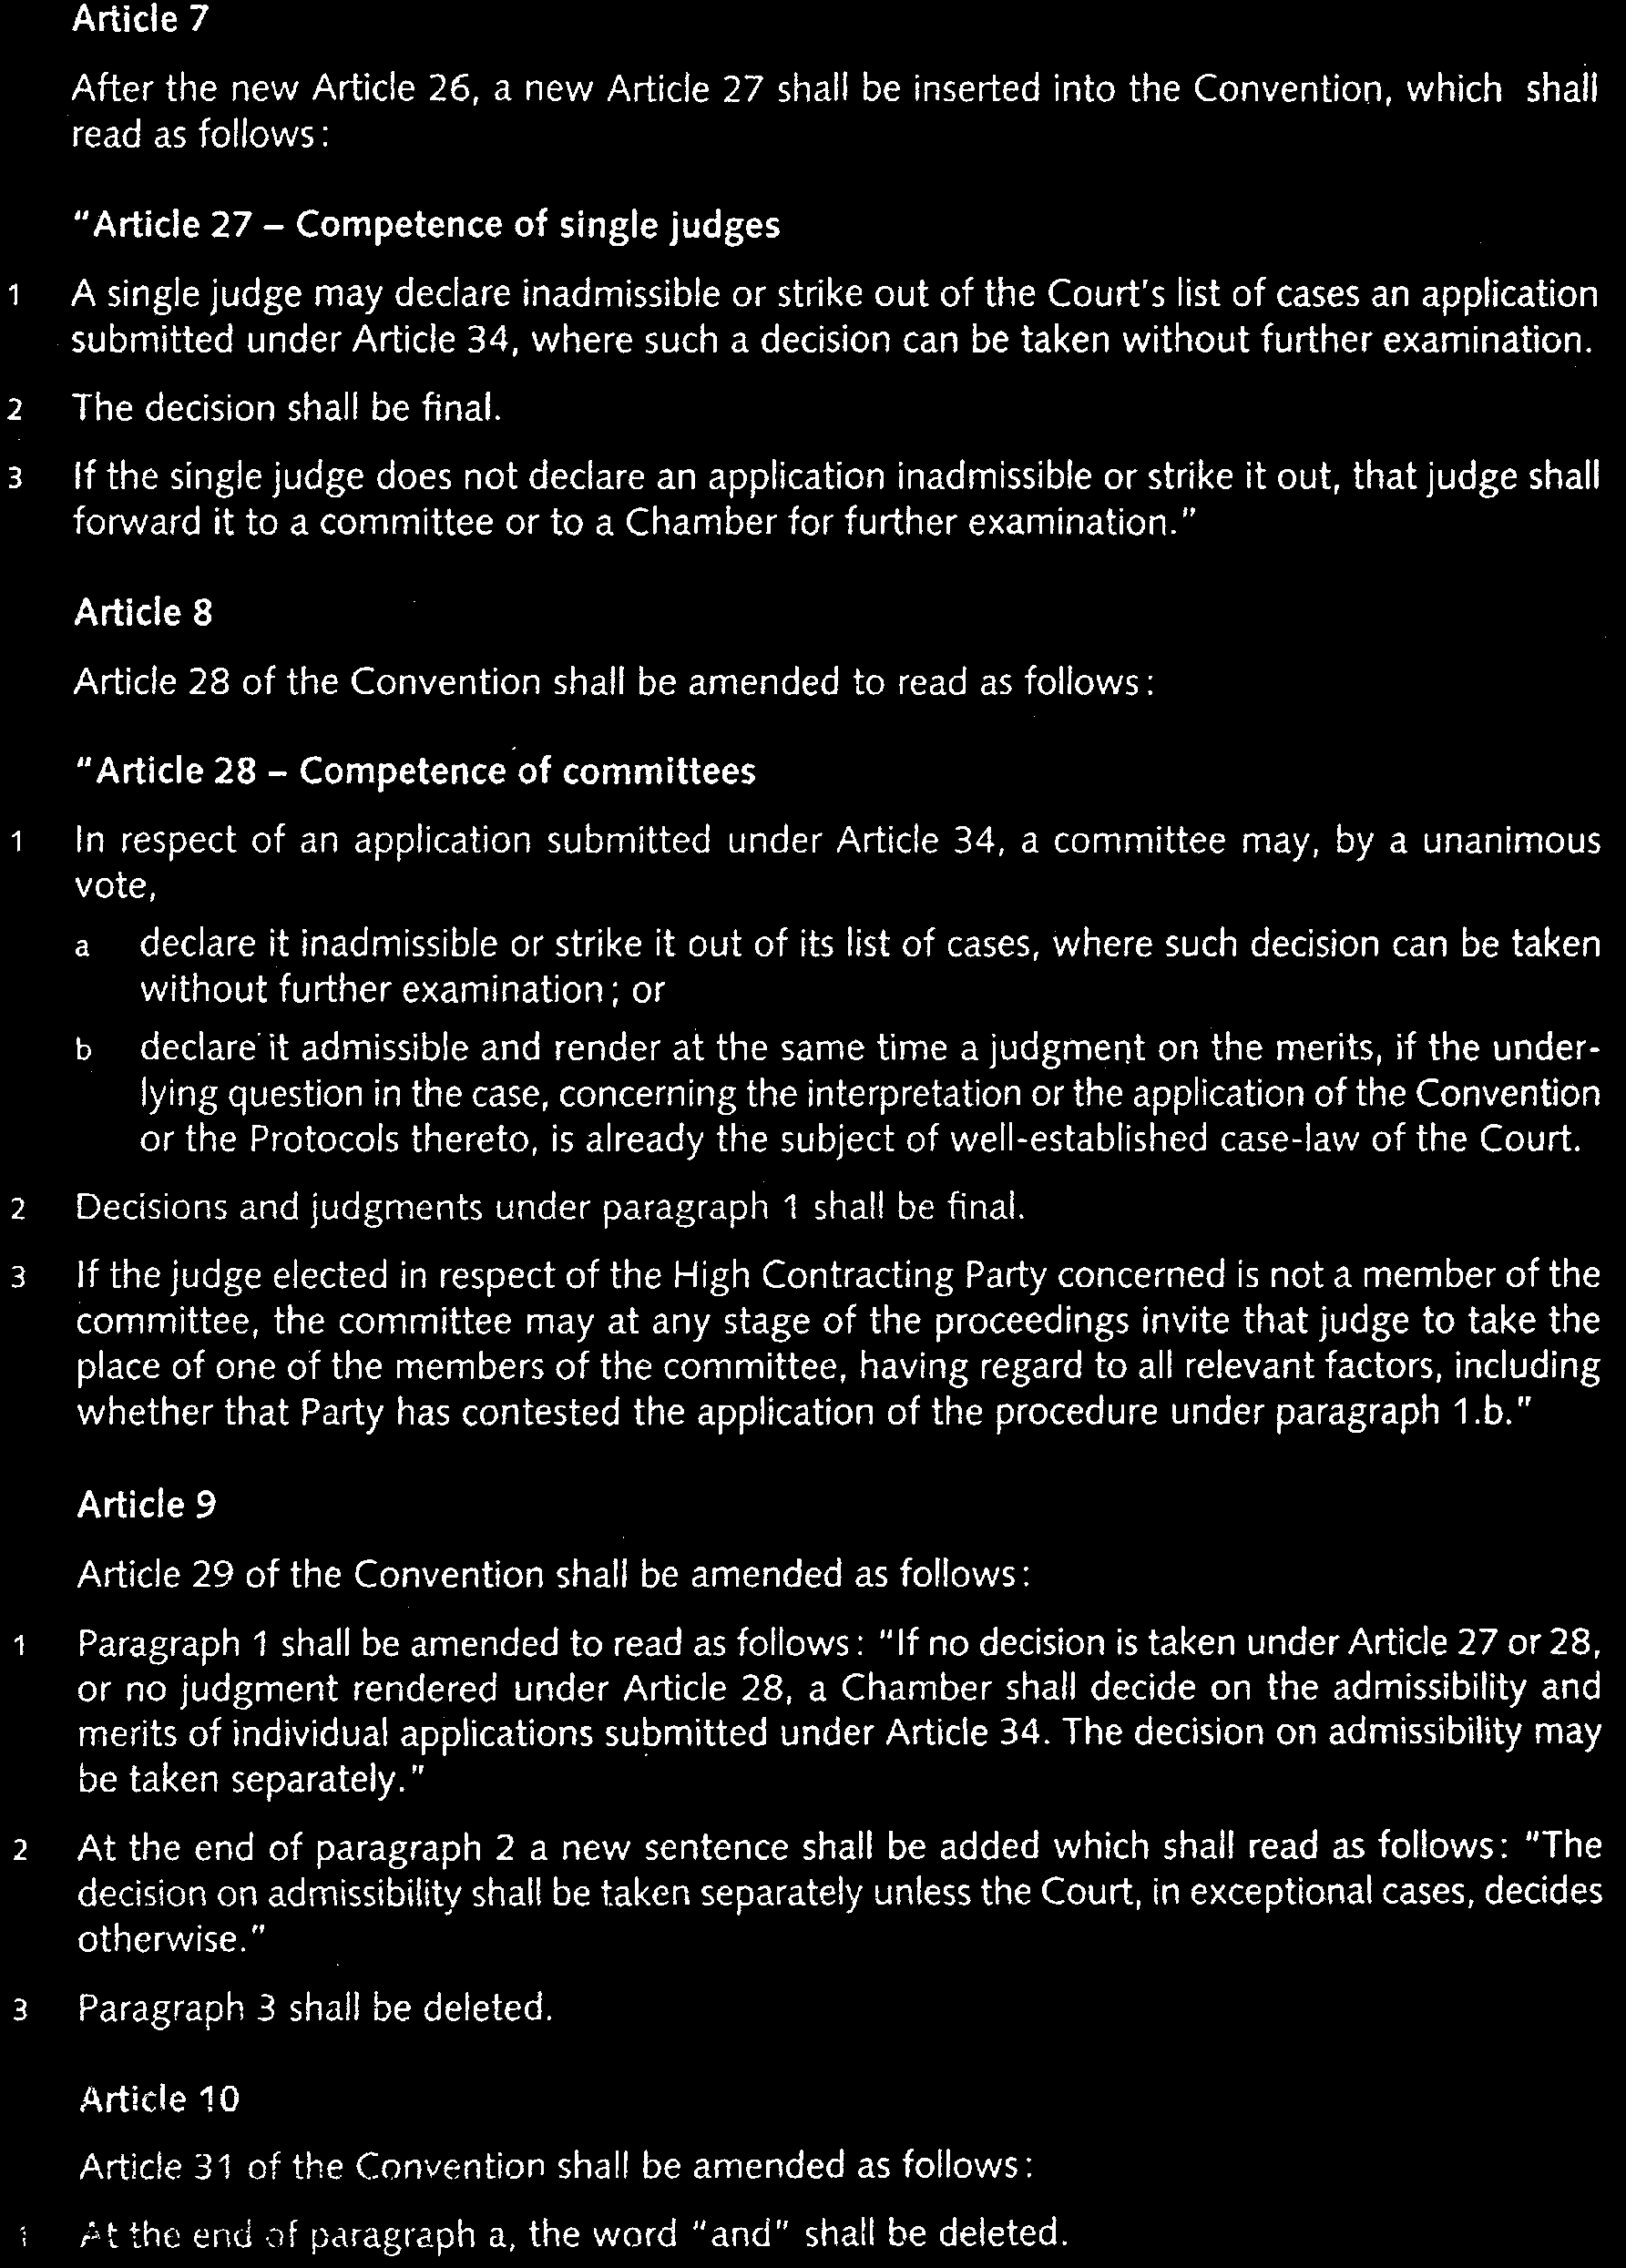 Article 7
After the new Article 26, a new Article 27 shall be inserted into the Convention, which shall
read as follows:
"Article 27 – Competence of single judges
1 A single judge may declare inadmissible or strike out of the Court's list of cases an application
submitted under Article 34, where such a decision can be taken without further examination.
2 The decision shall be final.
3 If the single judge does not declare an application inadmissible or strike it out, that judge shall
forward it to a committee or to a Chamber for further examination."
Article 8
Article 28 of the Convention shall be amended to read as follows:
"Article 28 – Competence of committees
1 In respect of an application submitted under Article 34, a committee may, by a unanimous
vote,
a declare it inadmissible or strike it out of its list of cases, where such decision can be taken
without further examination; or
b declare it admissible and render at the same time a judgment on the merits, if the under-
lying question in the case, concerning the interpretation or the application of the Convention
or the Protocols thereto, is already the subject of well-established case-law of the Court.
2 Decisions and judgments under paragraph 1 shall be final.
3 If the judge elected in respect of the High Contracting Party concerned is not a member of the
committee, the committee may at any stage of the proceedings invite that judge to take the
place of one of the members of the committee, having regard to all relevant factors, including
whether that Party has contested the application of the procedure under paragraph 1.b."
Article 9
Article 29 of the Convention shall be amended as follows:
1 Paragraph 1 shall be amended to read as follows: "If no decision is taken under Article 27 or 28,
or no judgment rendered under Article 28, a Chamber shall decide on the admissibility and
merits of individual applications submitted under Article 34. The decision on admissibility may
be taken separately."
2 At the end of paragraph 2 a new sentence shall be added which shall read as follows: "The
decision on admissibility shall be taken separately unless the Court, in exceptional cases, decides
otherwise."
3 Paragraph 3 shall be deleted.
Article 10
Article 31 of the Convention shall be amended as follows:
1 At the end of paragraph a, the word "and" shall be deleted.